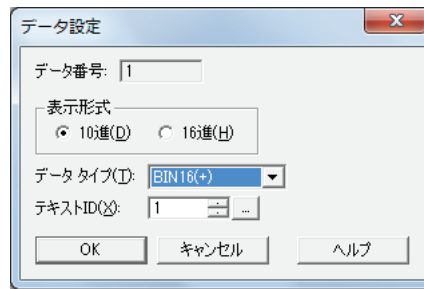 データ設定
データ番号: 1
表示形式
10進(D) 16進(H)
データ タイプ(T): BIN16(+)
テキストID(X): 1 ...
OK キャンセル ヘルプ